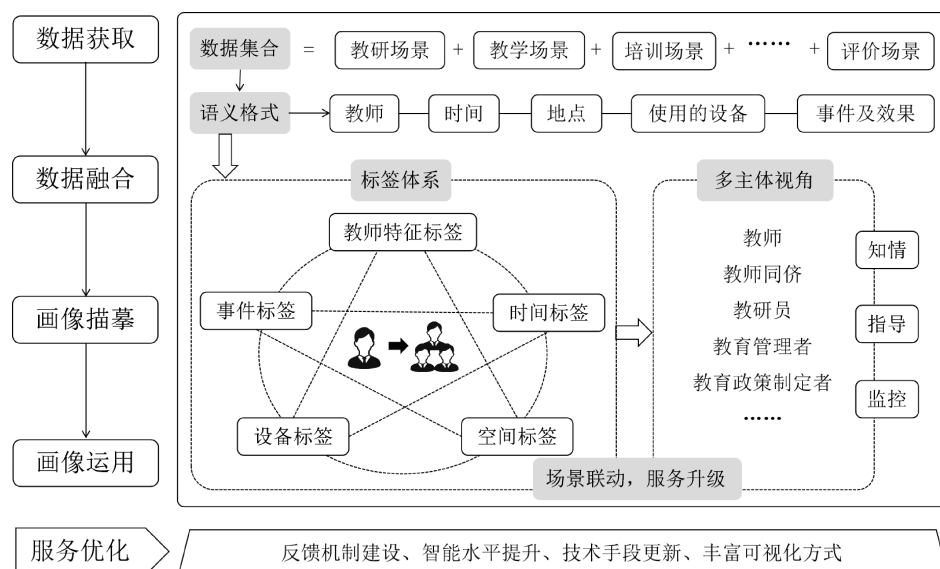 数据获取
数据融合
画像描摹
画像运用
数据集合 = 教研场景 + 教学场景 + 培训场景 + …… + 评价场景
语义格式 教师 时间 地点 使用的设备 事件及效果
标签体系
教师特征标签
事件标签 时间标签
设备标签 空间标签
多主体视角
教师
教师同侪
教研员
教育管理者
教育政策制定者
……
知情
指导
监控
场景联动，服务升级
服务优化 反馈机制建设、智能水平提升、技术手段更新、丰富可视化方式